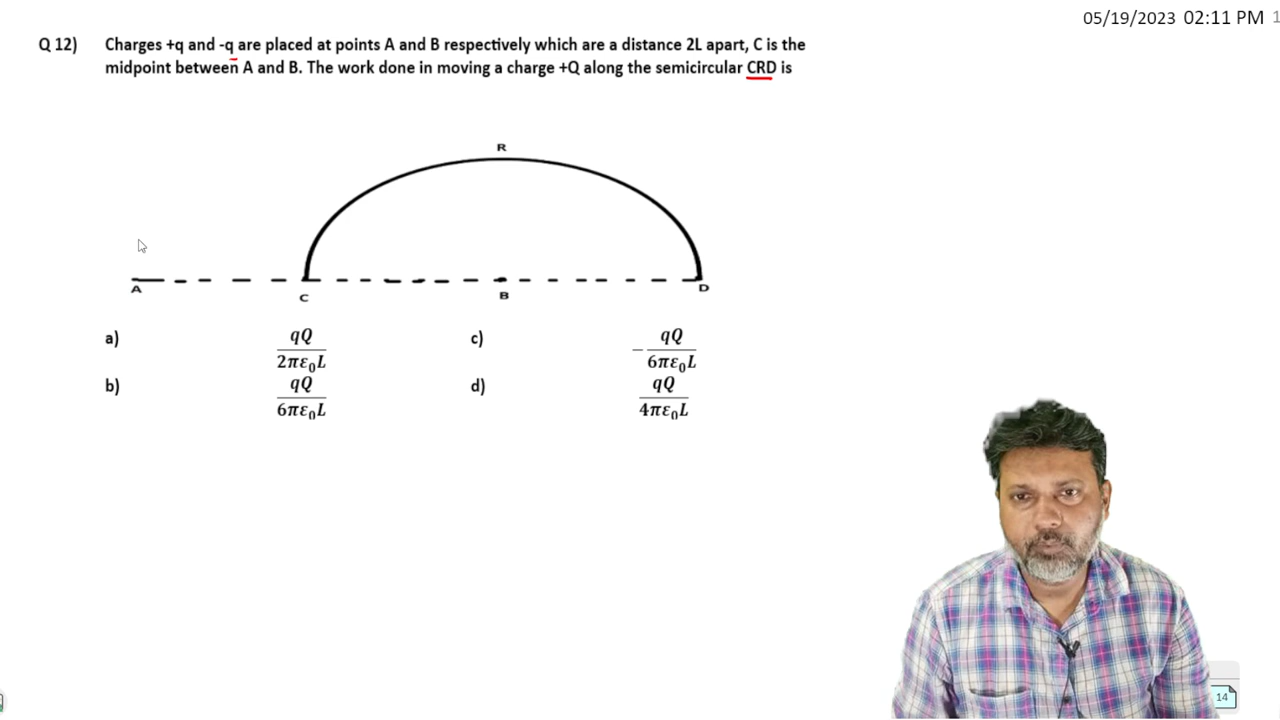 05/19/2023 02:11 PM 1
Q 12) Charges +q and -q are placed at points A and B respectively which are a distance 2L apart, C is the
midpoint between A and B. The work done in moving a charge +Q along the semicircular CRD is
R
A
C
B
D
a) qQ/2πε₀L c) -qQ/6πε₀L
b) qQ/6πε₀L d) qQ/4πε₀L
14